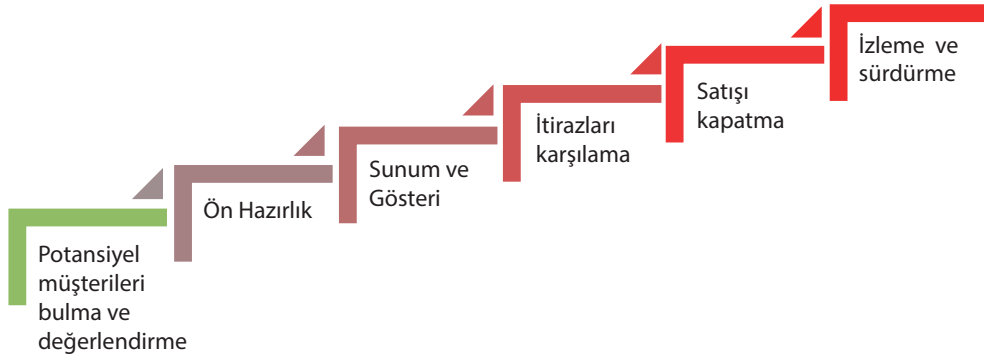 Potansiyel
müşterileri
bulma ve
değerlendirme
Ön Hazırlık
Sunum ve
Gösteri
İtirazları
karşılama
Satışı
kapatma
İzleme ve
sürdürme